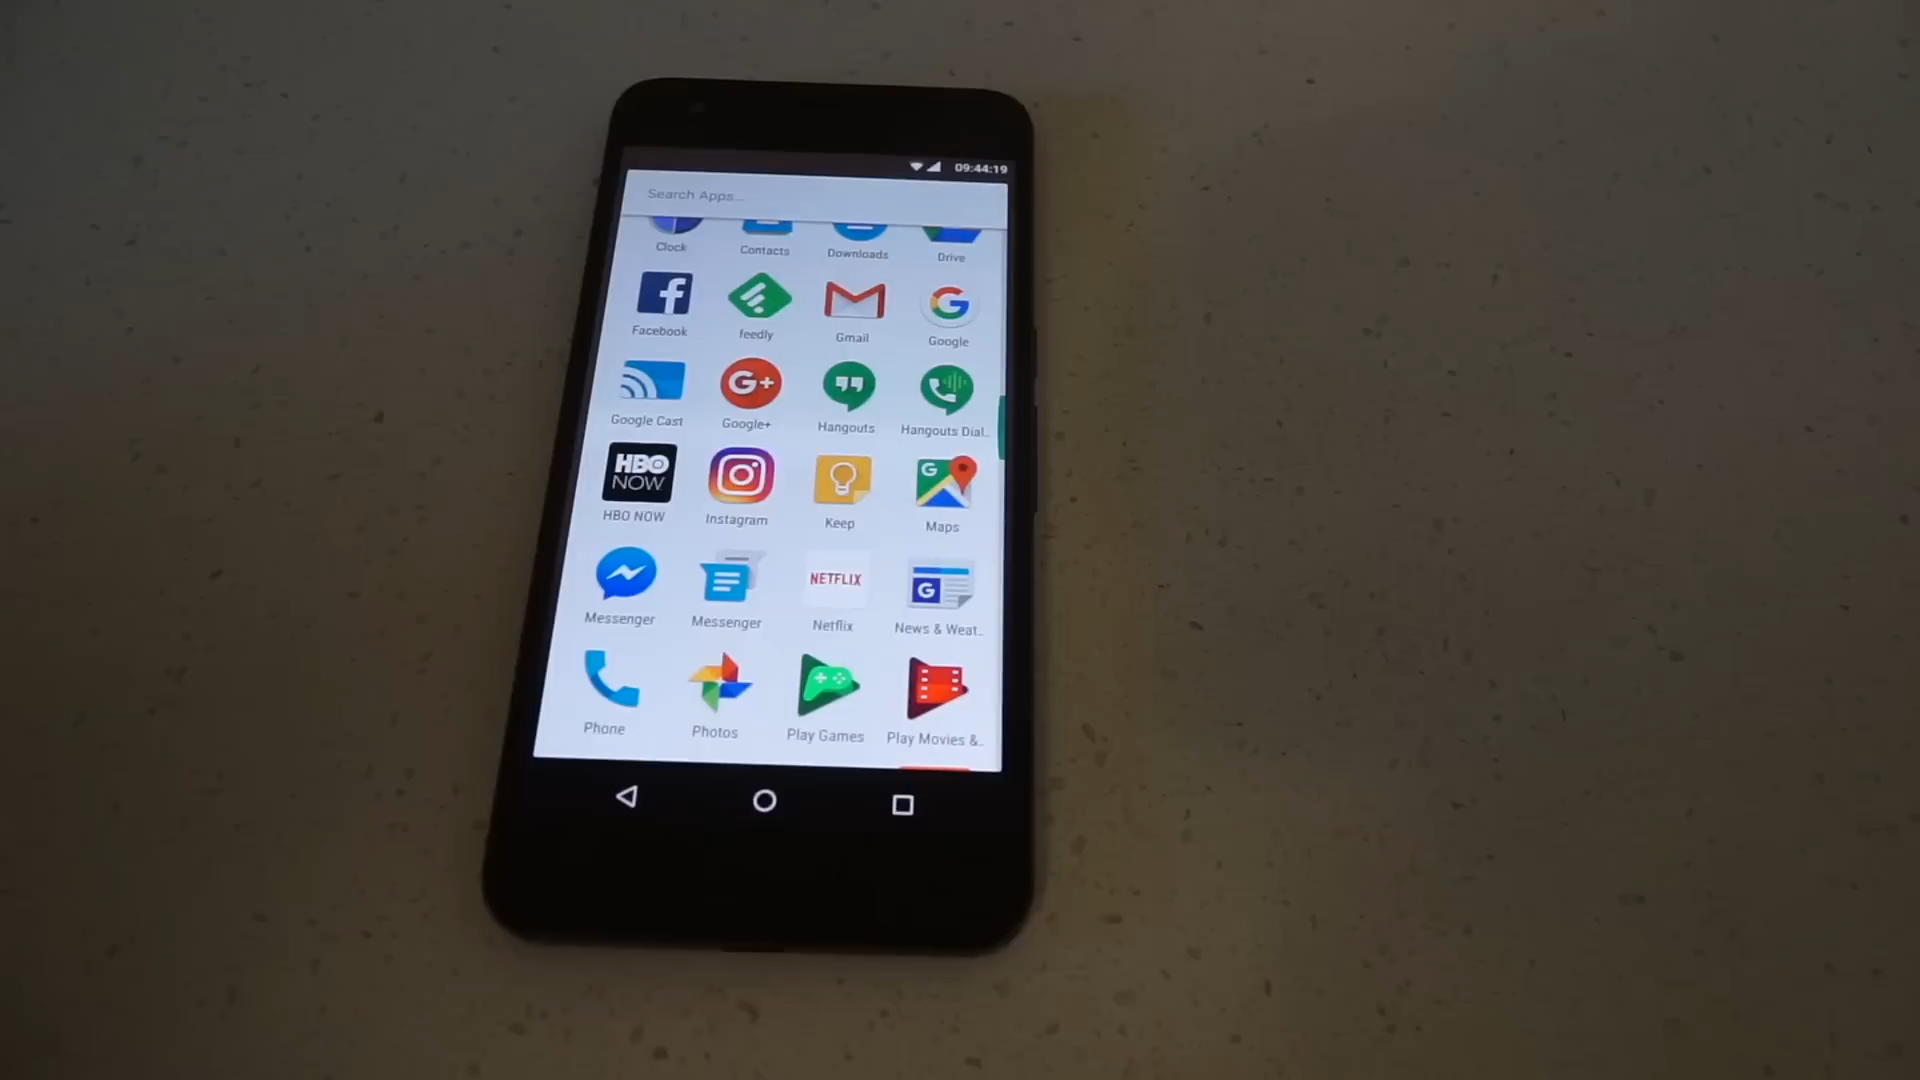 09:44:19
Search Apps...
Clock Contacts Downloads Drive
Facebook feedly Gmail Google
G+
Google Cast Google+ Hangouts Hangouts Dial..
HBO
NOW
G
HBO NOW Instagram Keep Maps
NETFLIX
G
Messenger Messenger Netflix News & Weat..
Phone Photos Play Games Play Movies &..